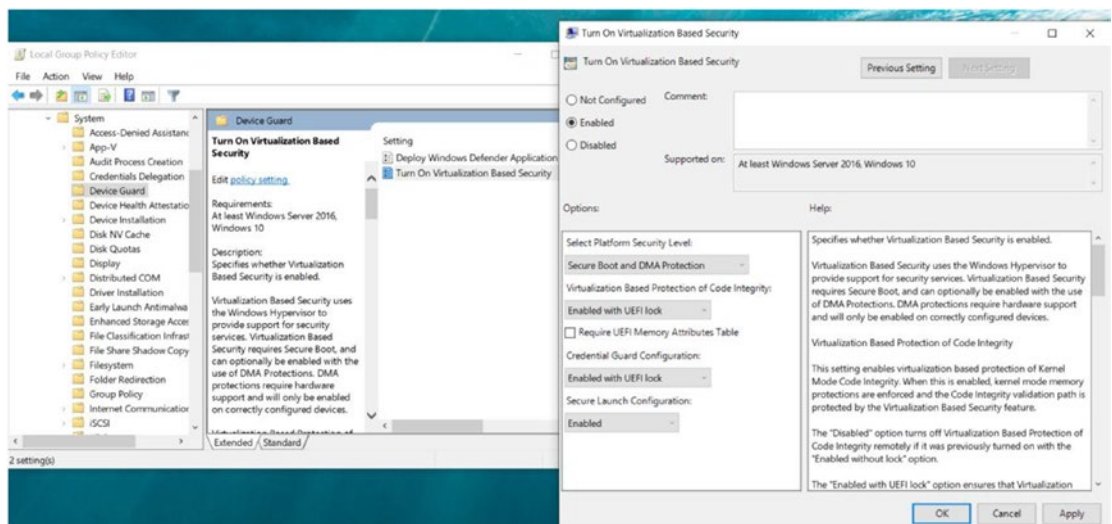 Local Group Policy Editor
File Action View Help
System
Access-Denied Assistanc
App-V
Audit Process Creation
Credentials Delegation
Device Guard
Device Health Attestatio
Device Installation
Disk NV Cache
Disk Quotas
Display
Distributed COM
Driver Installation
Early Launch Antimalwa
Enhanced Storage Acces
File Classification Infrast
File Share Shadow Copy
Filesystem
Folder Redirection
Group Policy
Internet Communication
iSCSI
2 setting(s)
Device Guard
Turn On Virtualization Based
Security
Edit policy setting
Requirements:
At least Windows Server 2016,
Windows 10
Description:
Specifies whether Virtualization
Based Security is enabled.
Virtualization Based Security uses
the Windows Hypervisor to
provide support for security
services. Virtualization Based
Security requires Secure Boot, and
can optionally be enabled with the
use of DMA Protections. DMA
protections require hardware
support and will only be enabled
on correctly configured devices.
Setting
Deploy Windows Defender Application
Turn On Virtualization Based Security
Extended Standard
Turn On Virtualization Based Security
Turn On Virtualization Based Security
Previous Setting Next Setting
Not Configured
Enabled
Disabled
Comment:
Supported on:
At least Windows Server 2016, Windows 10
Options:
Select Platform Security Level:
Secure Boot and DMA Protection
Virtualization Based Protection of Code Integrity:
Enabled with UEFI lock
Require UEFI Memory Attributes Table
Credential Guard Configuration:
Enabled with UEFI lock
Secure Launch Configuration:
Enabled
Help:
Specifies whether Virtualization Based Security is enabled.
Virtualization Based Security uses the Windows Hypervisor to
provide support for security services. Virtualization Based Security
requires Secure Boot, and can optionally be enabled with the use
of DMA Protections. DMA protections require hardware support
and will only be enabled on correctly configured devices.
Virtualization Based Protection of Code Integrity
This setting enables virtualization based protection of Kernel
Mode Code Integrity. When this is enabled, kernel mode memory
protections are enforced and the Code Integrity validation path is
protected by the Virtualization Based Security feature.
The "Disabled" option turns off Virtualization Based Protection of
Code Integrity remotely if it was previously turned on with the
"Enabled without lock" option.
The "Enabled with UEFI lock" option ensures that Virtualization
OK Cancel Apply